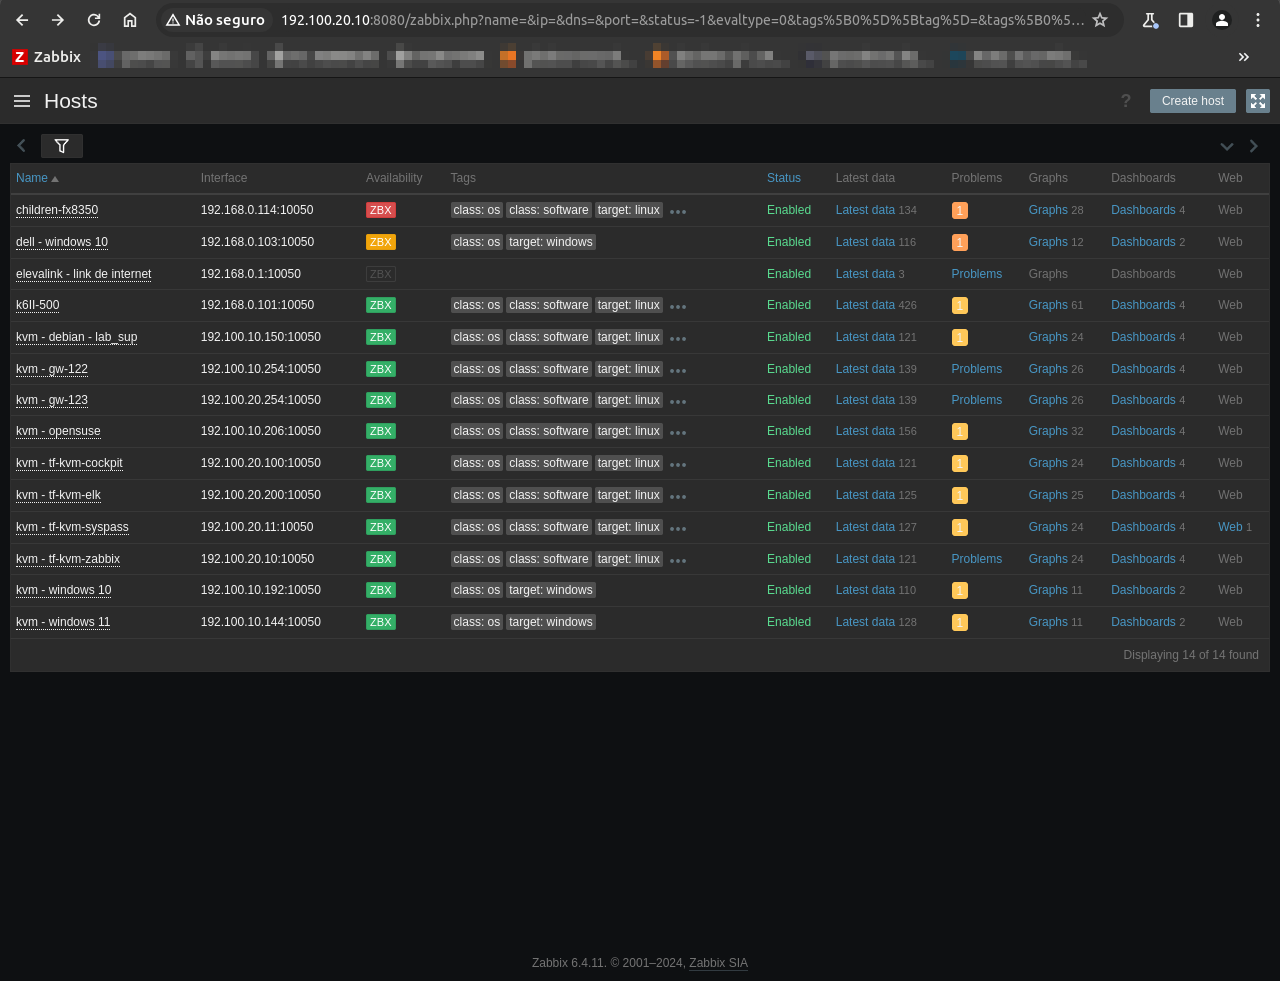 Não seguro 192.100.20.10:8080/zabbix.php?name=&ip=&dns=&port=&status=-1&evaltype=0&tags%5B0%5D%5Btag%5D=&tags%5B0%5...
Z Zabbix
Hosts ? Create host
Name Interface Availability Tags Status Latest data Problems Graphs Dashboards Web
children-fx8350 192.168.0.114:10050 ZBX class: os class: software target: linux Enabled Latest data 134 1 Graphs 28 Dashboards 4 Web
dell - windows 10 192.168.0.103:10050 ZBX class: os target: windows Enabled Latest data 116 1 Graphs 12 Dashboards 2 Web
elevalink - link de internet 192.168.0.1:10050 ZBX Enabled Latest data 3 Problems Graphs Dashboards Web
k6II-500 192.168.0.101:10050 ZBX class: os class: software target: linux Enabled Latest data 426 1 Graphs 61 Dashboards 4 Web
kvm - debian - lab_sup 192.100.10.150:10050 ZBX class: os class: software target: linux Enabled Latest data 121 1 Graphs 24 Dashboards 4 Web
kvm - gw-122 192.100.10.254:10050 ZBX class: os class: software target: linux Enabled Latest data 139 Problems Graphs 26 Dashboards 4 Web
kvm - gw-123 192.100.20.254:10050 ZBX class: os class: software target: linux Enabled Latest data 139 Problems Graphs 26 Dashboards 4 Web
kvm - opensuse 192.100.10.206:10050 ZBX class: os class: software target: linux Enabled Latest data 156 1 Graphs 32 Dashboards 4 Web
kvm - tf-kvm-cockpit 192.100.20.100:10050 ZBX class: os class: software target: linux Enabled Latest data 121 1 Graphs 24 Dashboards 4 Web
kvm - tf-kvm-elk 192.100.20.200:10050 ZBX class: os class: software target: linux Enabled Latest data 125 1 Graphs 25 Dashboards 4 Web
kvm - tf-kvm-syspass 192.100.20.11:10050 ZBX class: os class: software target: linux Enabled Latest data 127 1 Graphs 24 Dashboards 4 Web 1
kvm - tf-kvm-zabbix 192.100.20.10:10050 ZBX class: os class: software target: linux Enabled Latest data 121 Problems Graphs 24 Dashboards 4 Web
kvm - windows 10 192.100.10.192:10050 ZBX class: os target: windows Enabled Latest data 110 1 Graphs 11 Dashboards 2 Web
kvm - windows 11 192.100.10.144:10050 ZBX class: os target: windows Enabled Latest data 128 1 Graphs 11 Dashboards 2 Web
Displaying 14 of 14 found
Zabbix 6.4.11. © 2001–2024, Zabbix SIA